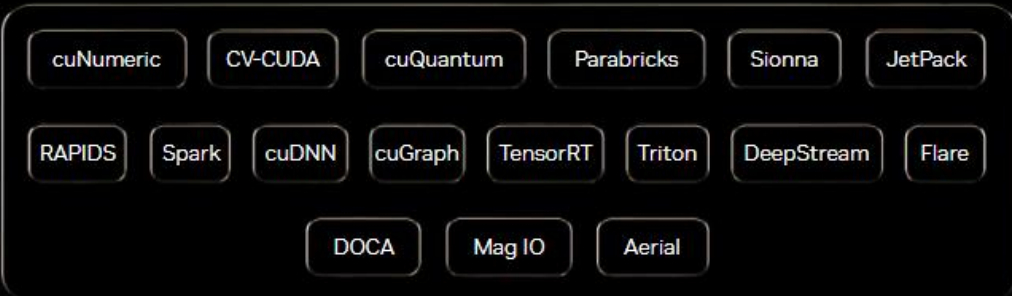 cuNumeric CV-CUDA cuQuantum Parabricks Sionna JetPack
RAPIDS Spark cuDNN cuGraph TensorRT Triton DeepStream Flare
DOCA Mag IO Aerial